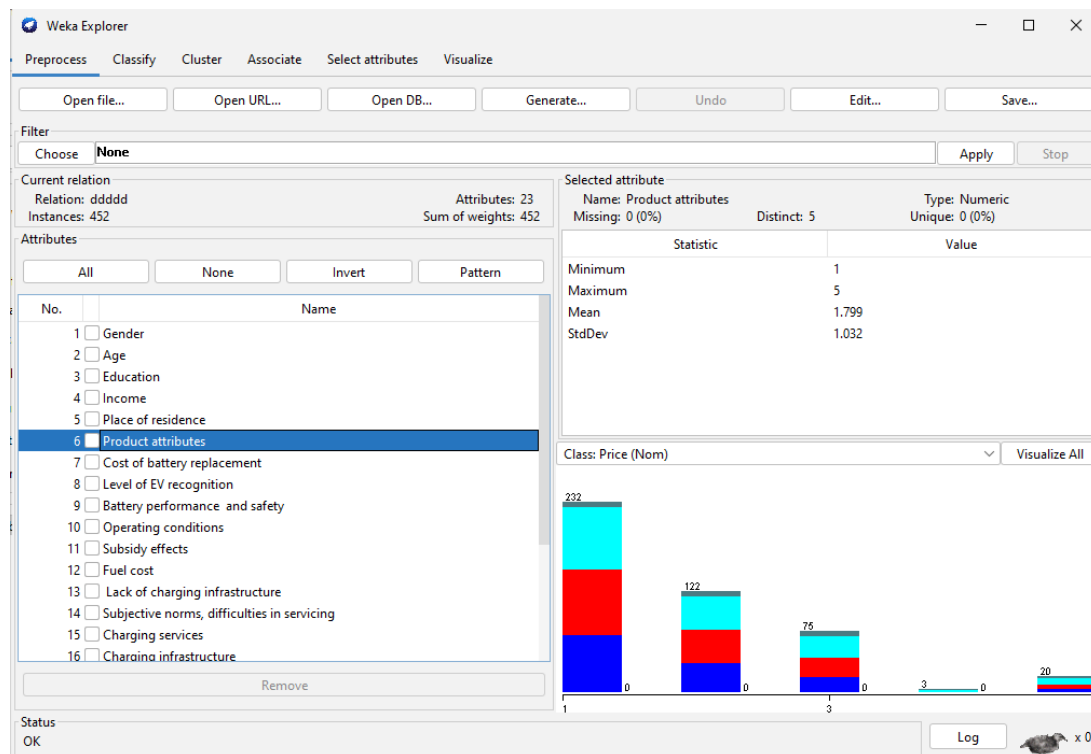 Weka Explorer
Preprocess Classify Cluster Associate Select attributes Visualize
Open file... Open URL... Open DB... Generate... Undo Edit... Save...
Filter
Choose None Apply Stop
Current relation
Relation: ddddd Attributes: 23
Instances: 452 Sum of weights: 452
Attributes
All None Invert Pattern
No. Name
1 Gender
2 Age
3 Education
4 Income
5 Place of residence
6 Product attributes
7 Cost of battery replacement
8 Level of EV recognition
9 Battery performance and safety
10 Operating conditions
11 Subsidy effects
12 Fuel cost
13 Lack of charging infrastructure
14 Subjective norms, difficulties in servicing
15 Charging services
16 Charging infrastructure
Remove
Selected attribute
Name: Product attributes Type: Numeric
Missing: 0 (0%) Distinct: 5 Unique: 0 (0%)
Statistic Value
Minimum 1
Maximum 5
Mean 1.799
StdDev 1.032
Class: Price (Nom) Visualize All
232
122
75
20
3
0 0 0 0
1 3
Status
OK
Log x 0